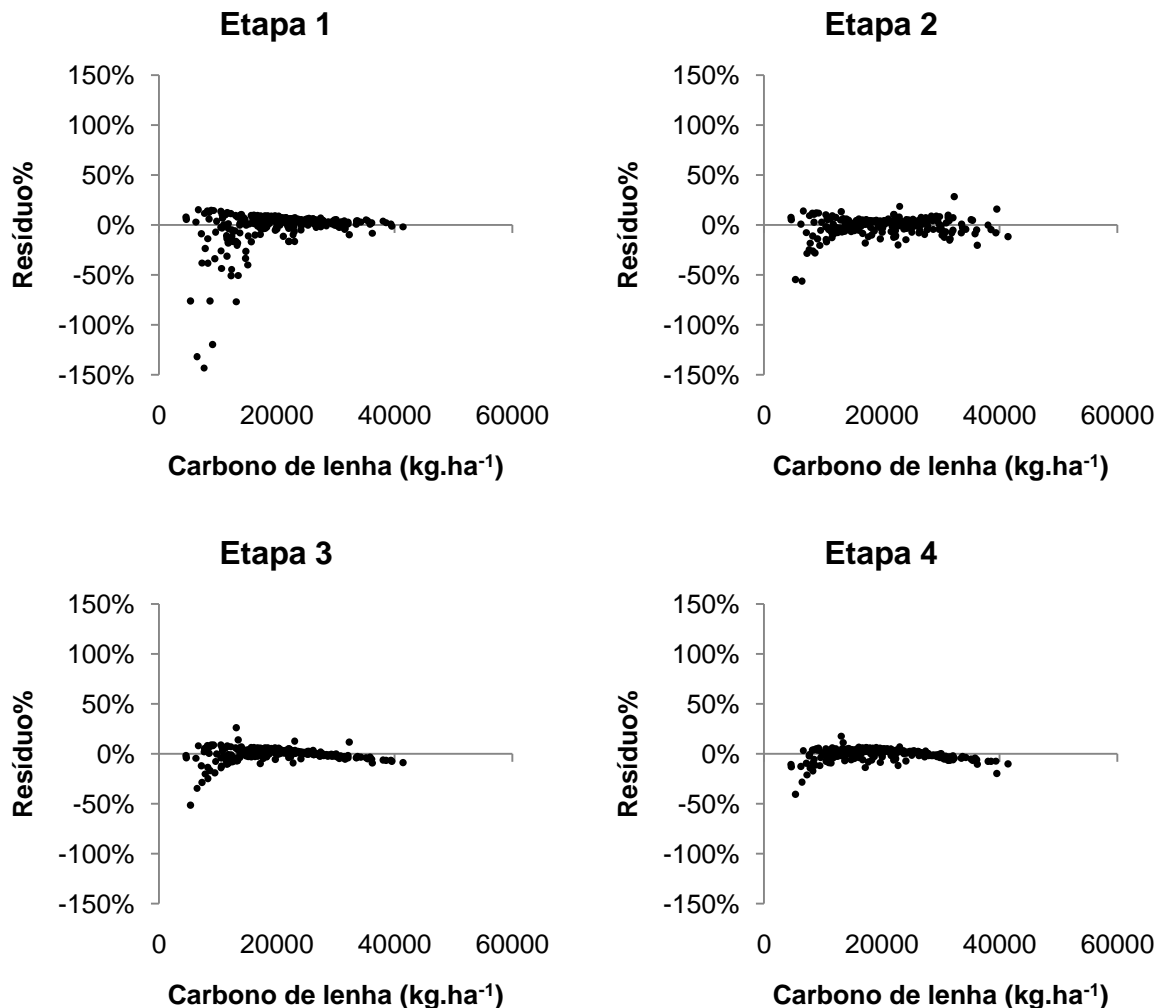 Etapa 1
150%
100%
50%
0%
-50%
-100%
-150%
Resíduo%
0 20000 40000 60000
Carbono de lenha (kg.ha⁻¹)
Etapa 2
150%
100%
50%
0%
-50%
-100%
-150%
Resíduo%
0 20000 40000 60000
Carbono de lenha (kg.ha⁻¹)
Etapa 3
150%
100%
50%
0%
-50%
-100%
-150%
Resíduo%
0 20000 40000 60000
Carbono de lenha (kg.ha⁻¹)
Etapa 4
150%
100%
50%
0%
-50%
-100%
-150%
Resíduo%
0 20000 40000 60000
Carbono de lenha (kg.ha⁻¹)